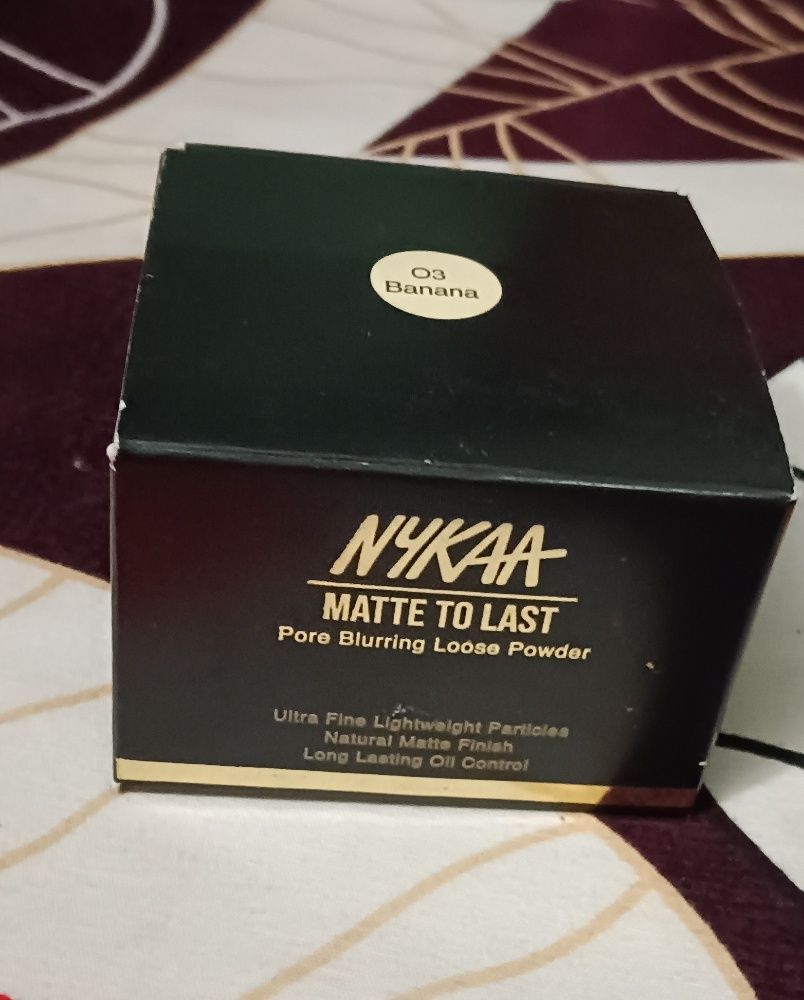 03
Banana
NYKAA
MATTE TO LAST
Pore Blurring Loose Powder
Ultra Fine Lightweight Particles
Natural Matte Finish
Long Lasting Oil Control